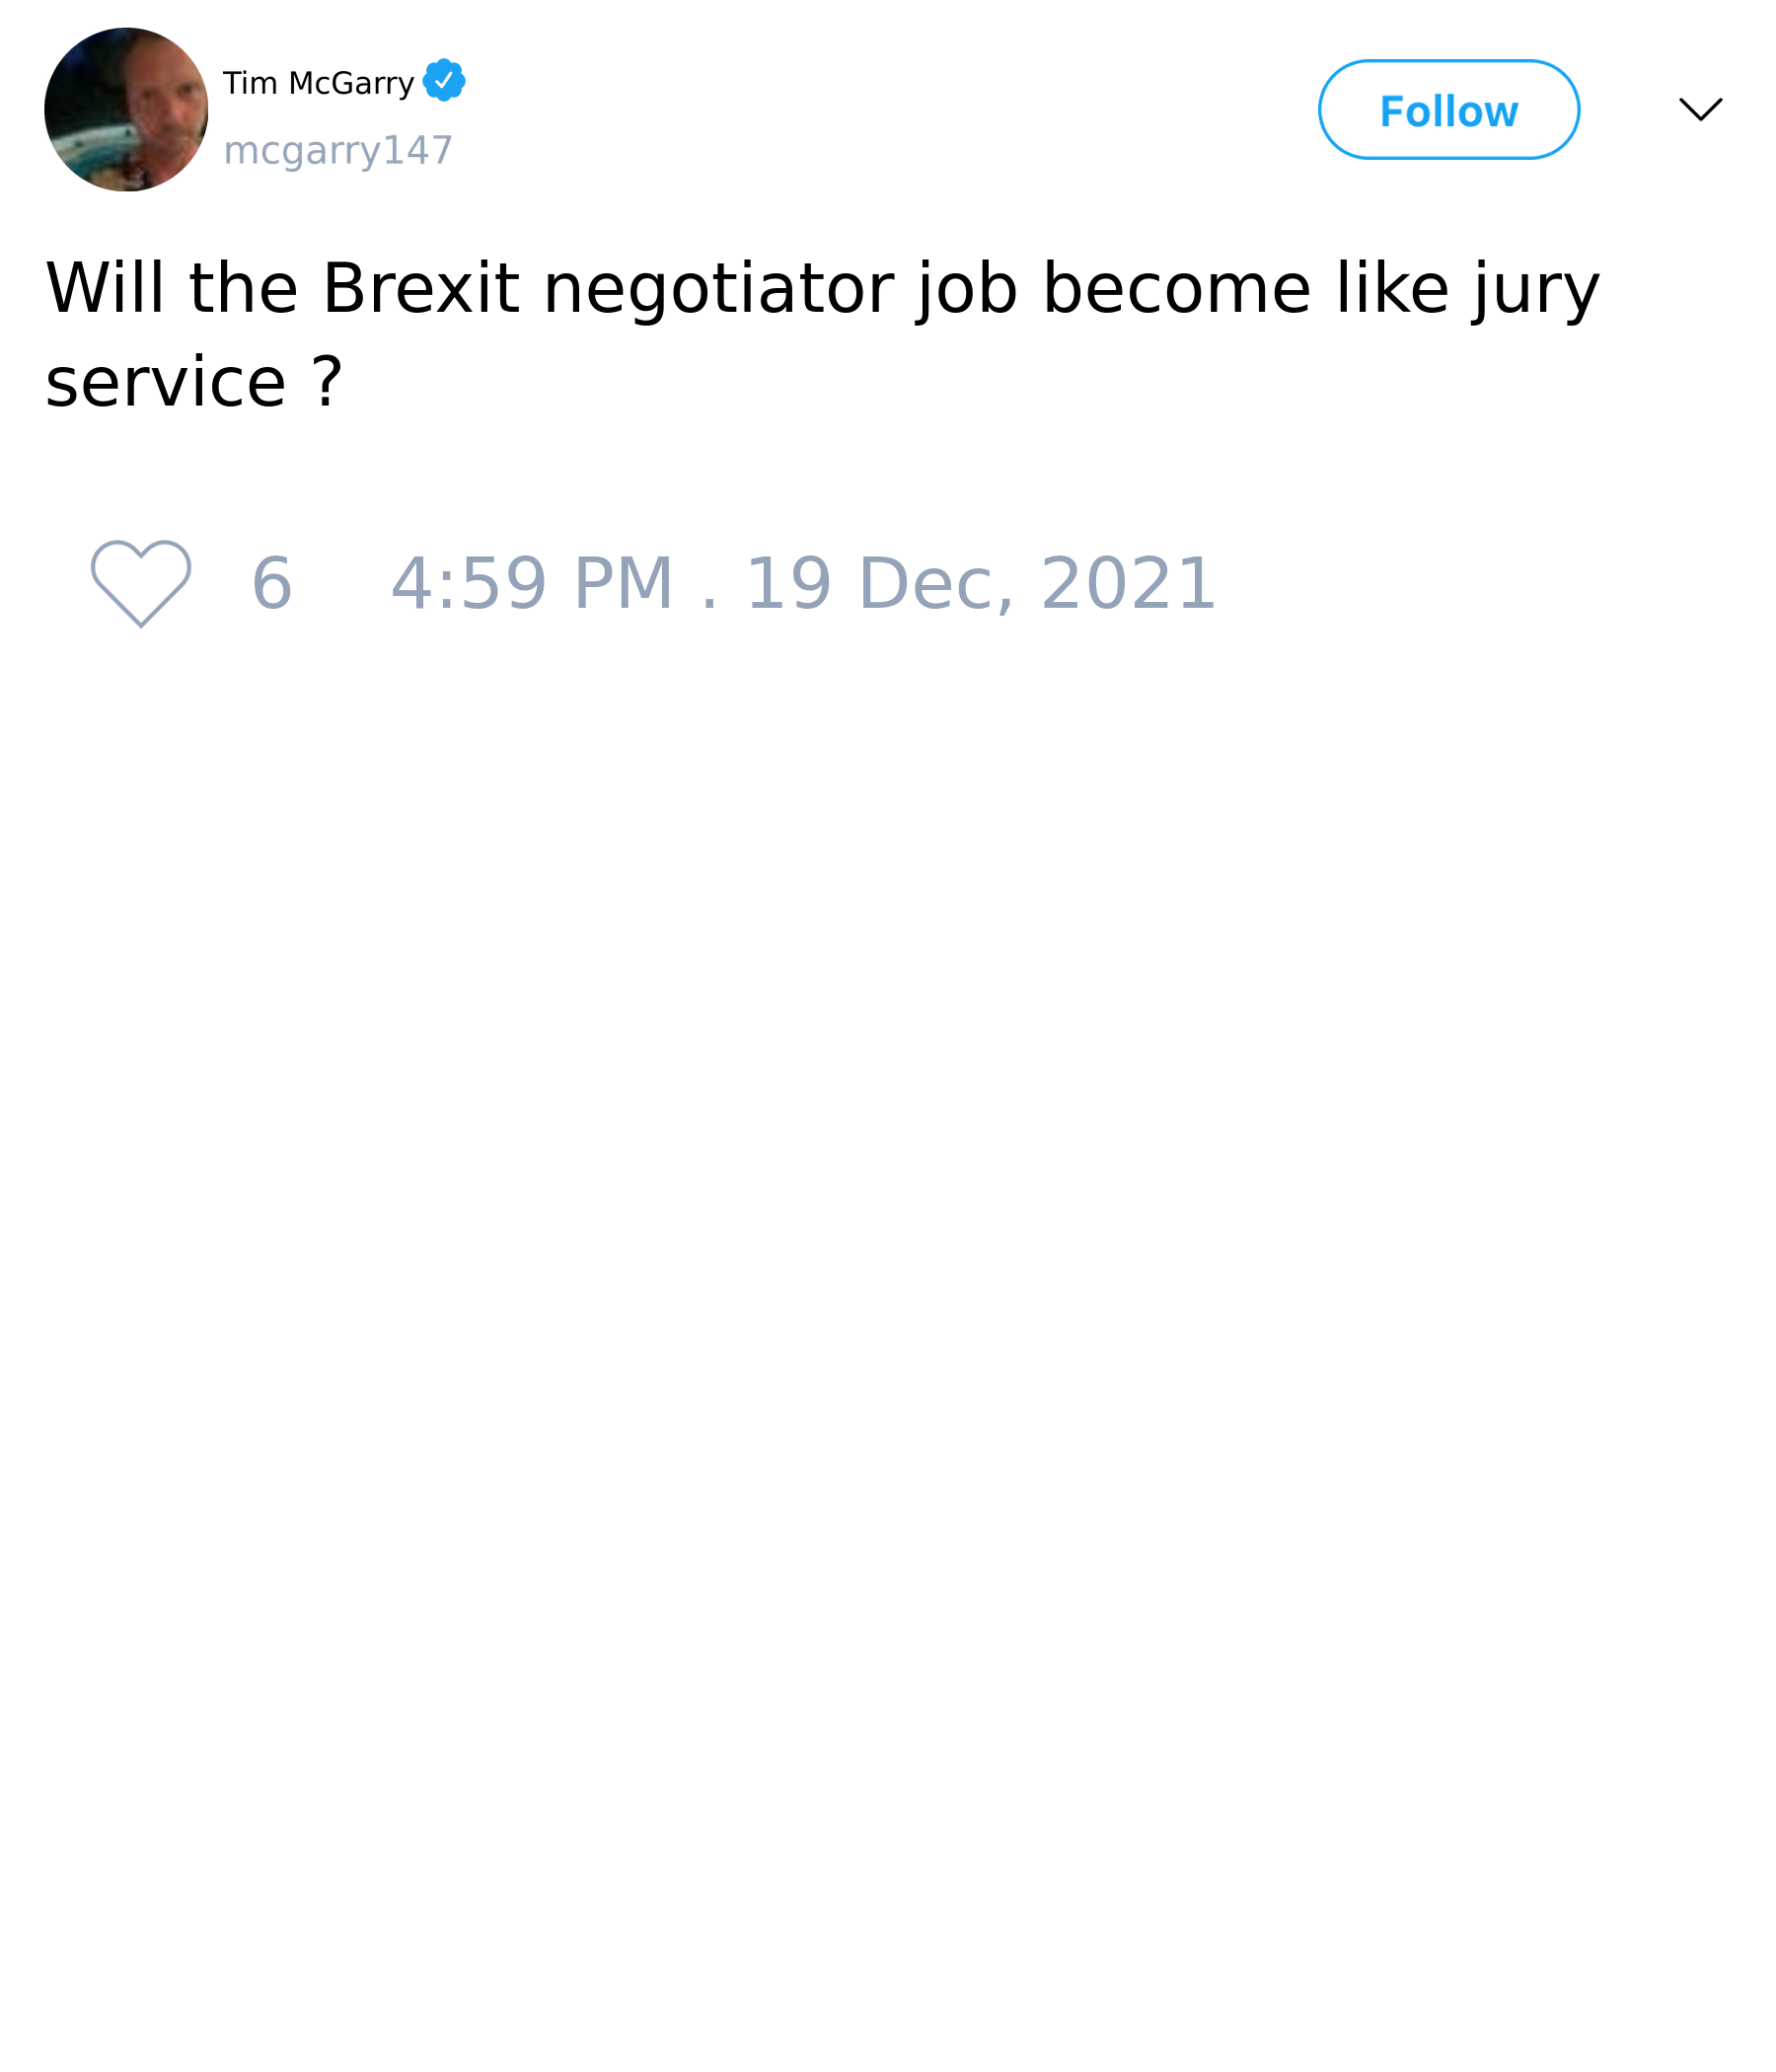 Tim McGarry
mcgarry147
Follow
Will the Brexit negotiator job become like jury
service ?
6 4:59 PM . 19 Dec, 2021